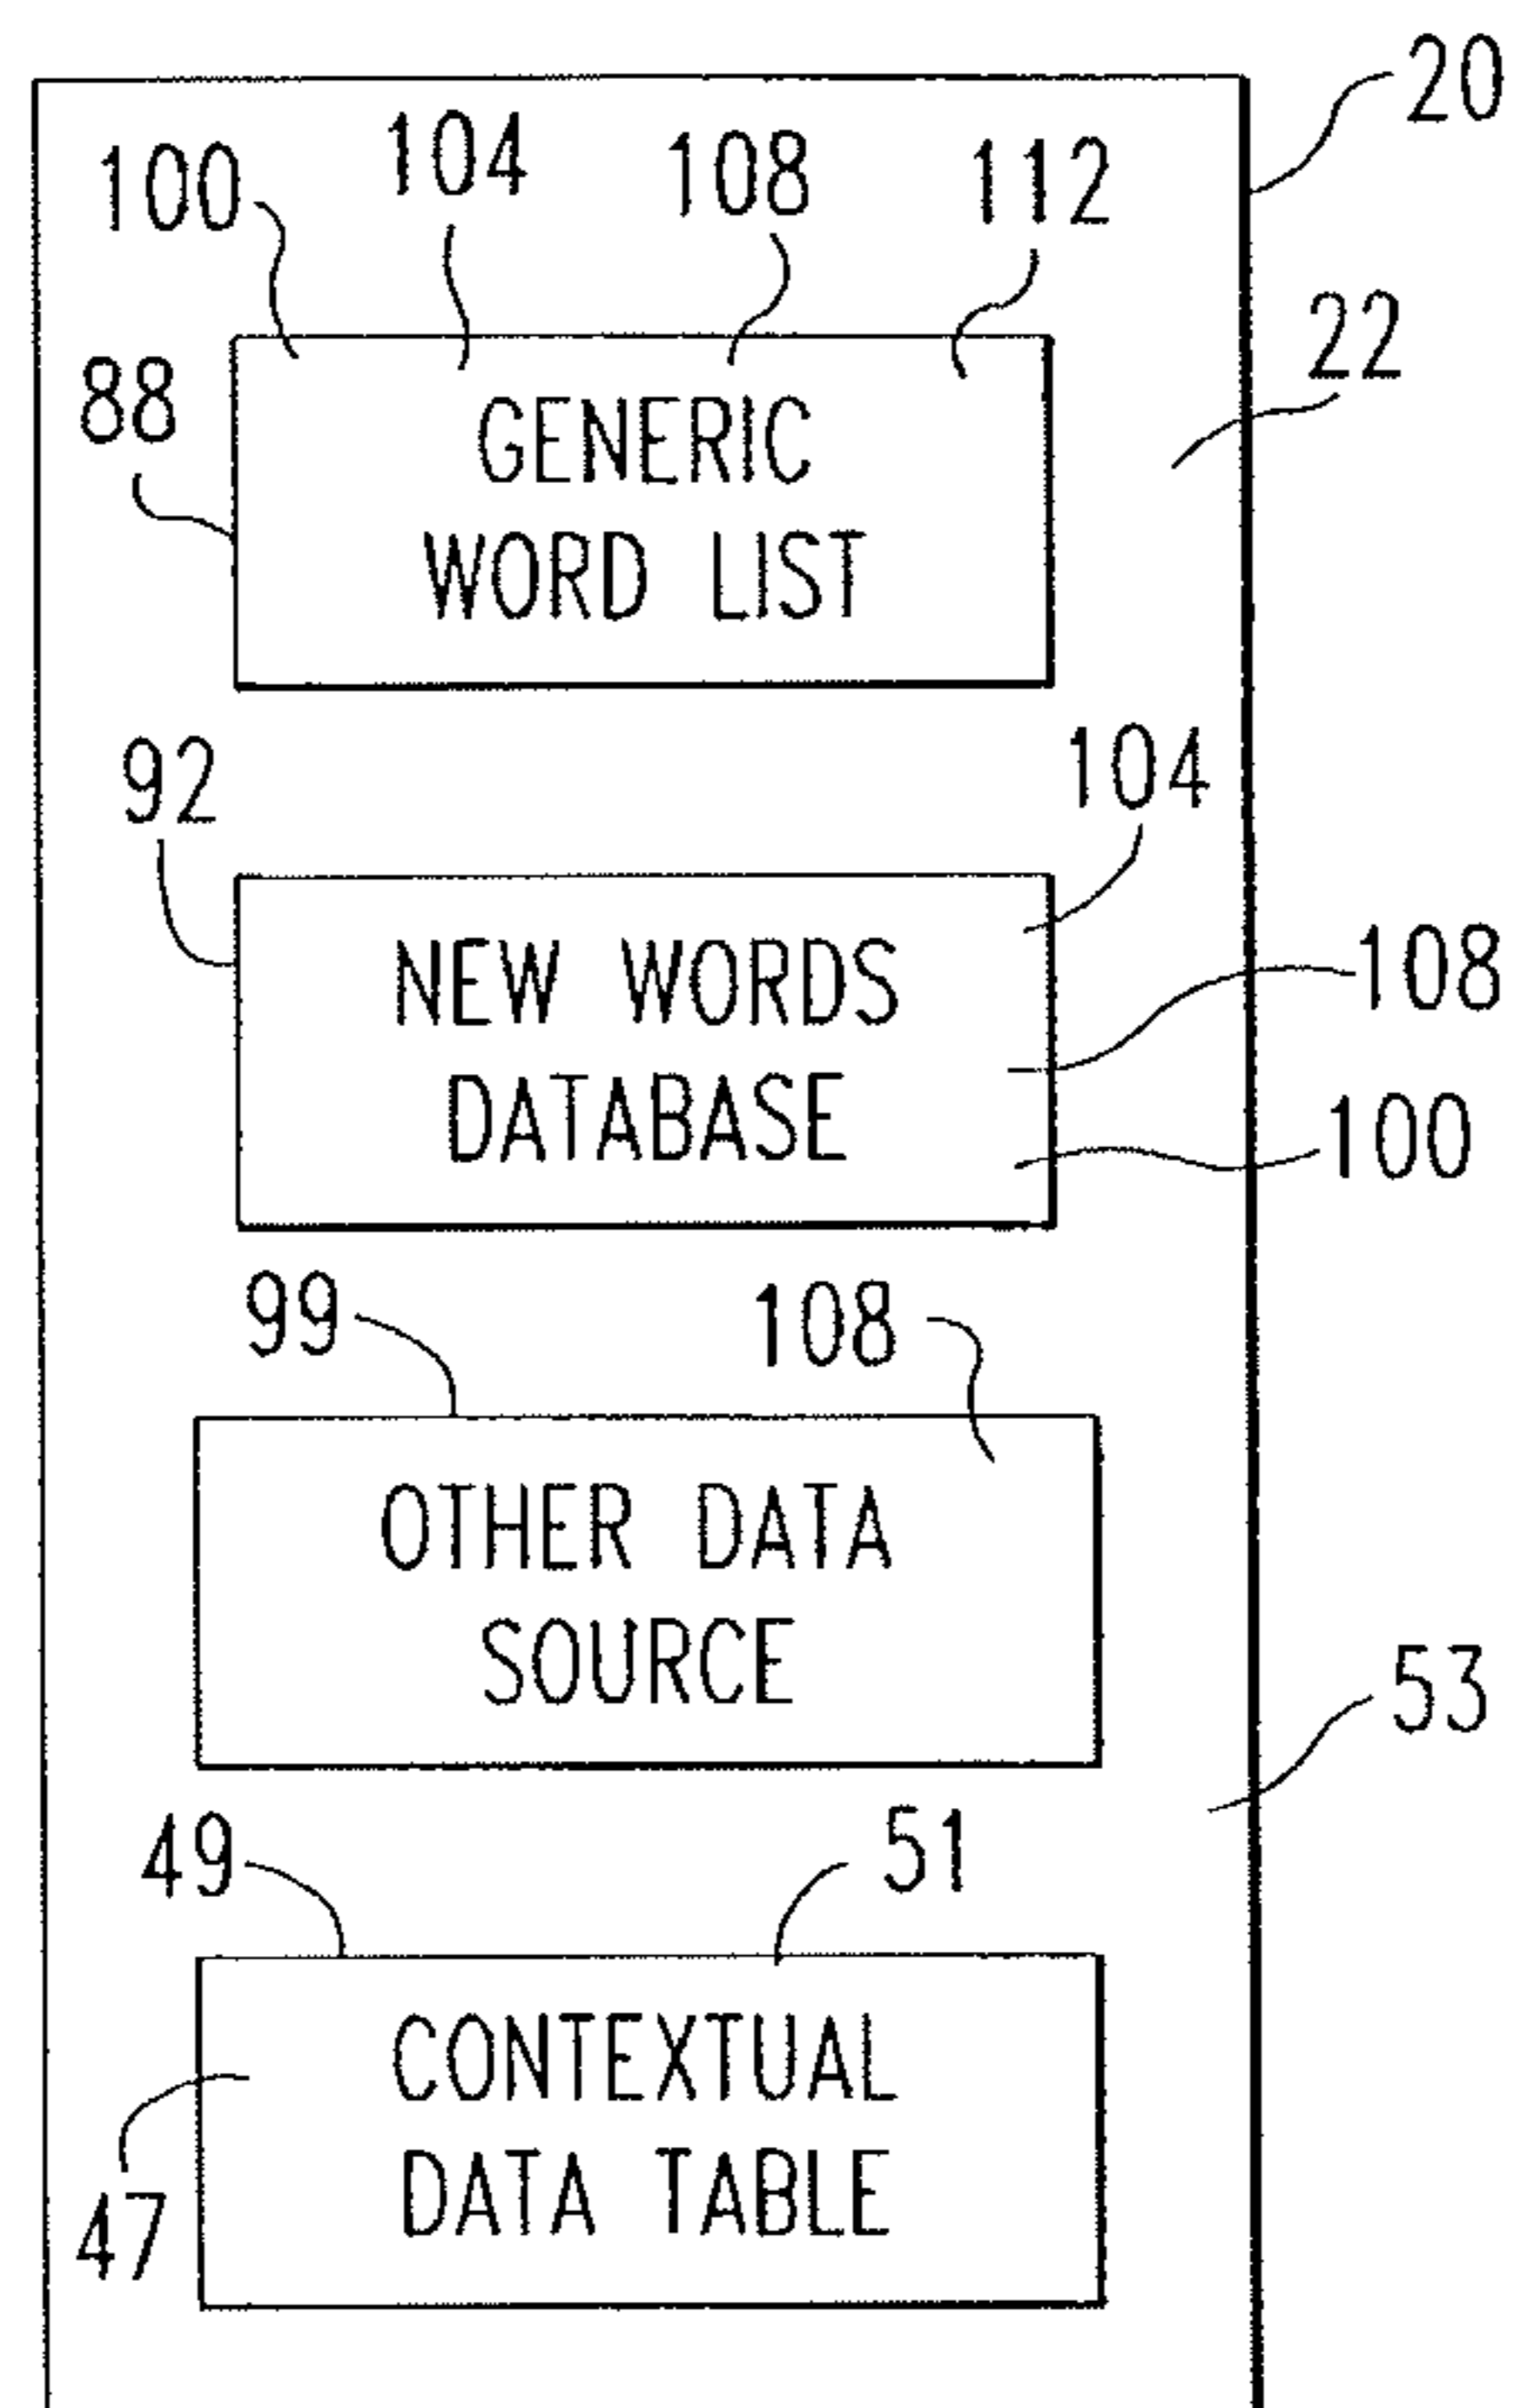 20
100 104 108 112
22
88
GENERIC
WORD LIST
92
104
NEW WORDS
DATABASE
108
100
99
108
OTHER DATA
SOURCE
53
49
51
CONTEXTUAL
DATA TABLE
47